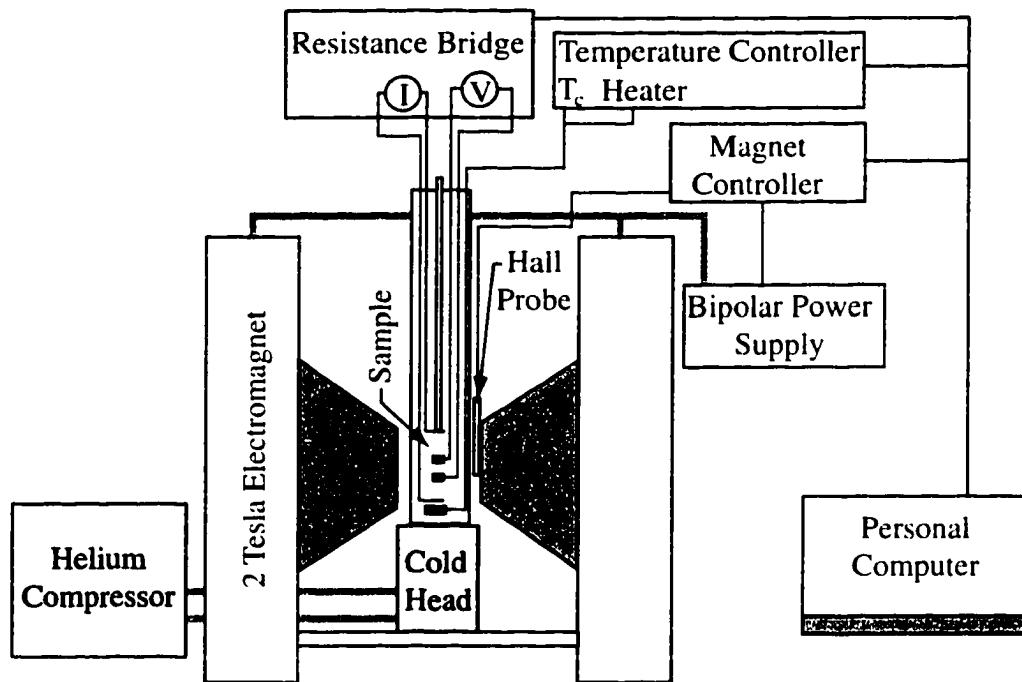 Resistance Bridge
I
V
Temperature Controller
Tc Heater
Magnet
Controller
Hall
Probe
Bipolar Power
Supply
Sample
2 Tesla Electromagnet
Helium
Compressor
Cold
Head
Personal
Computer